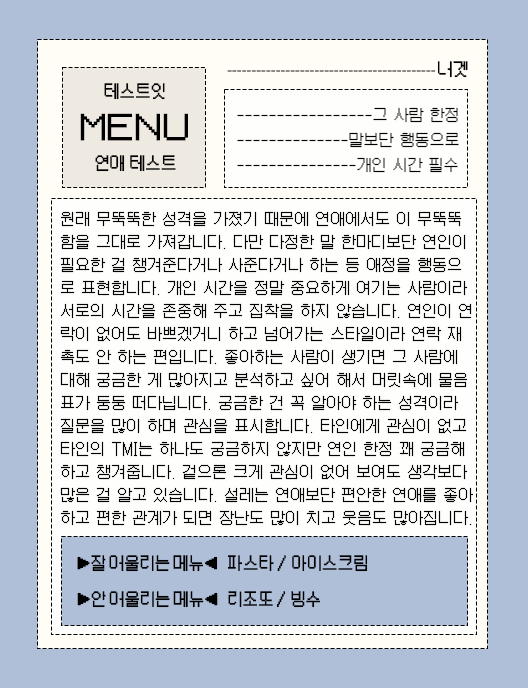 테스트잇
MENU
연애 테스트
너겟
그 사람 한정
말보단 행동으로
개인 시간 필수
원래 무뚝뚝한 성격을 가졌기 때문에 연애에서도 이 무뚝뚝
함을 그대로 가져갑니다. 다만 다정한 말 한마디보단 연인이
필요한 걸 챙겨준다거나 사준다거나 하는 등 애정을 행동으
로 표현합니다. 개인 시간을 정말 중요하게 여기는 사람이라
서로의 시간을 존중해 주고 집착을 하지 않습니다. 연인이 연
락이 없어도 바쁘겠거니 하고 넘어가는 스타일이라 연락 재
촉도 안 하는 편입니다. 좋아하는 사람이 생기면 그 사람에
대해 궁금한 게 많아지고 분석하고 싶어 해서 머릿속에 물음
표가 둥둥 떠다닙니다. 궁금한 건 꼭 알아야 하는 성격이라
질문을 많이 하며 관심을 표시합니다. 타인에게 관심이 없고
타인의 TMI는 하나도 궁금하지 않지만 연인 한정 꽤 궁금해
하고 챙겨줍니다. 겉으론 크게 관심이 없어 보여도 생각보다
많은 걸 알고 있습니다. 설레는 연애보단 편안한 연애를 좋아
하고 편한 관계가 되면 장난도 많이 치고 웃음도 많아집니다.
▶잘 어울리는 메뉴◀ 파스타 / 아이스크림
▶안 어울리는 메뉴◀ 리조또 / 빙수